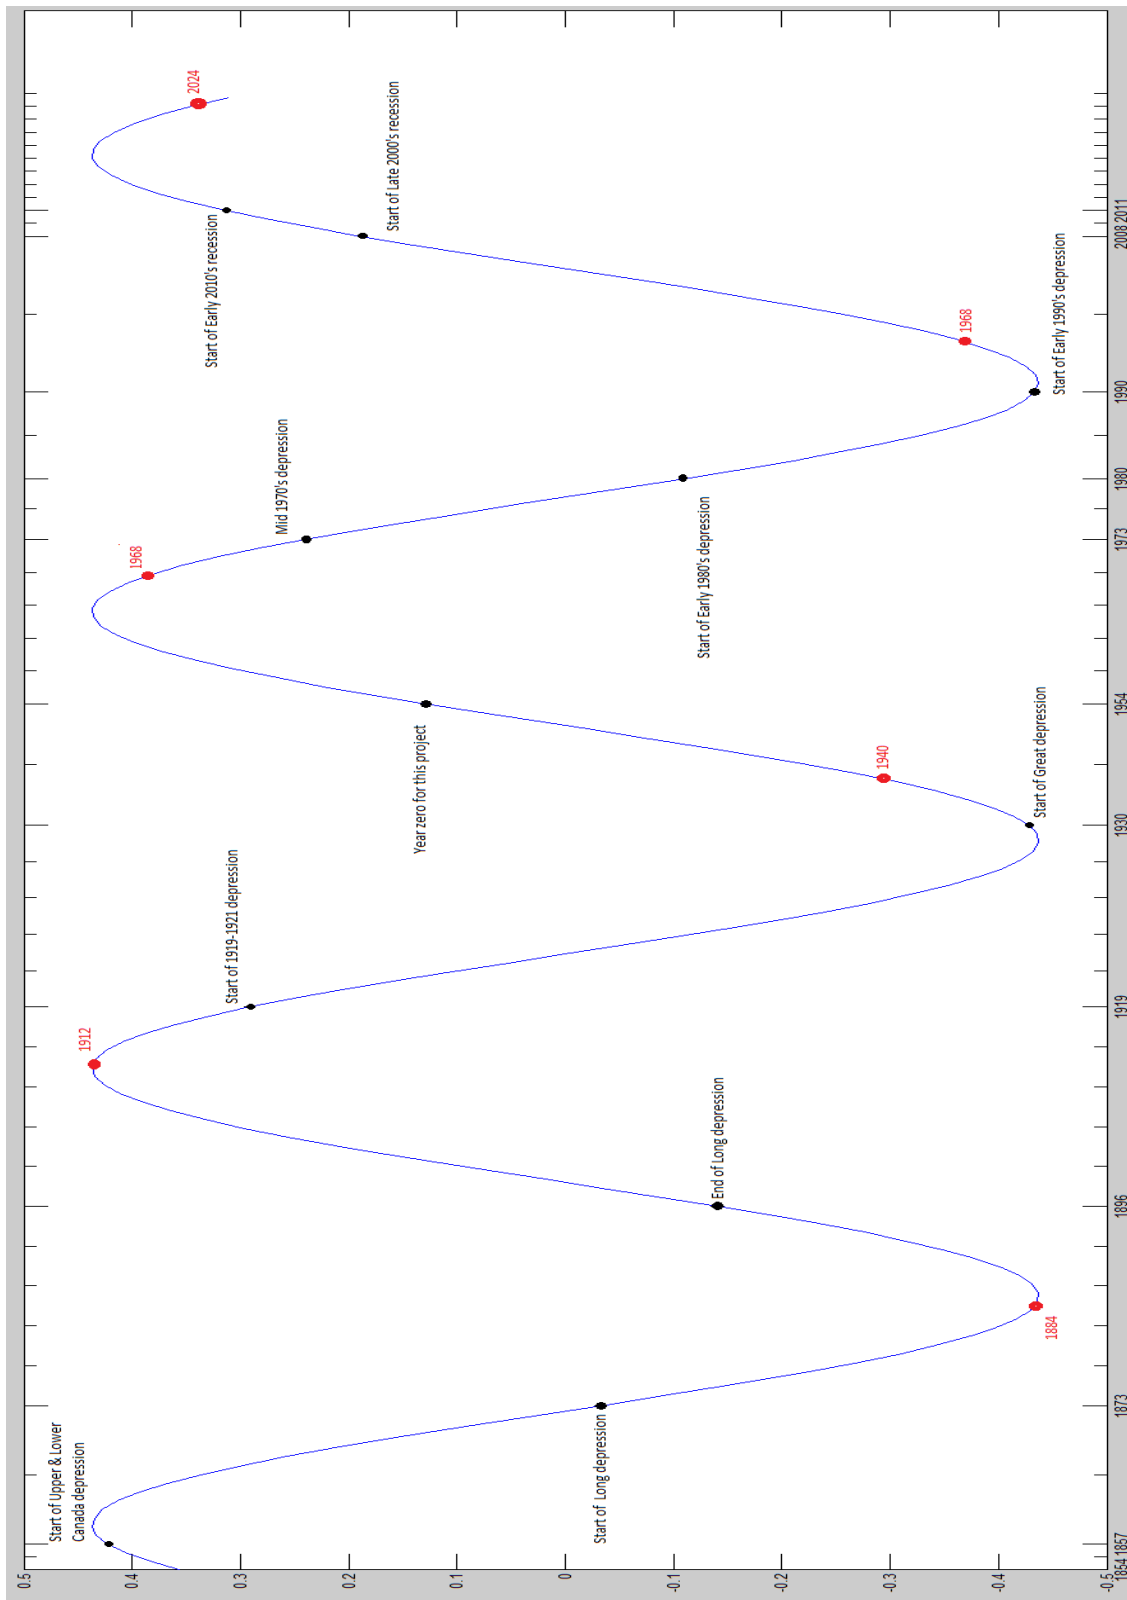 0.5
0.4
0.3
0.2
0.1
0
-0.1
-0.2
-0.3
-0.4
-0.5
Start of Upper & Lower
Canada depression
Start of Long depression
1884
End of Long depression
1912
Start of 1919-1921 depression
Start of Great depression
1940
Year zero for this project
1968
Mid 1970's depression
Start of Early 1980's depression
Start of Early 1990's depression
1968
Start of Late 2000's recession
Start of Early 2010's recession
2024
1854 1857 1873 1896 1919 1930 1954 1973 1980 1990 2008 2011